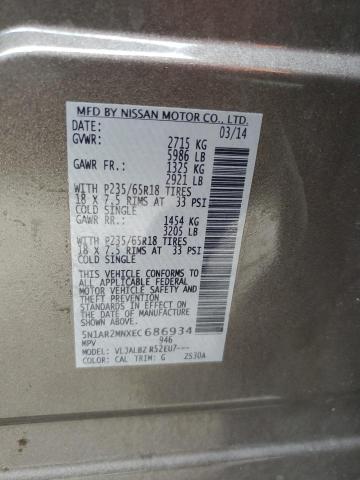 MFD BY NISSAN MOTOR CO., LTD.
DATE: 03/14
GVWR: 2715 KG
5986 LB
GAWR FR.: 1325 KG
2921 LB
WITH P235/65R18 TIRES
18 X 7.5 RIMS AT 33 PSI
COLD SINGLE
GAWR RR.: 1454 KG
3205 LB
WITH P235/65R18 TIRES
18 X 7.5 RIMS AT 33 PSI
COLD SINGLE
THIS VEHICLE CONFORMS TO
ALL APPLICABLE FEDERAL
MOTOR VEHICLE SAFETY
STANDARDS IN EFFECT ON THE
DATE OF MANUFACTURE SHOWN
ABOVE.
5N1AR2MNXEC686934
MPV 946
MODEL: VLJALBZ R52EU7---
COLOR: CAL TRIM: G 2530A